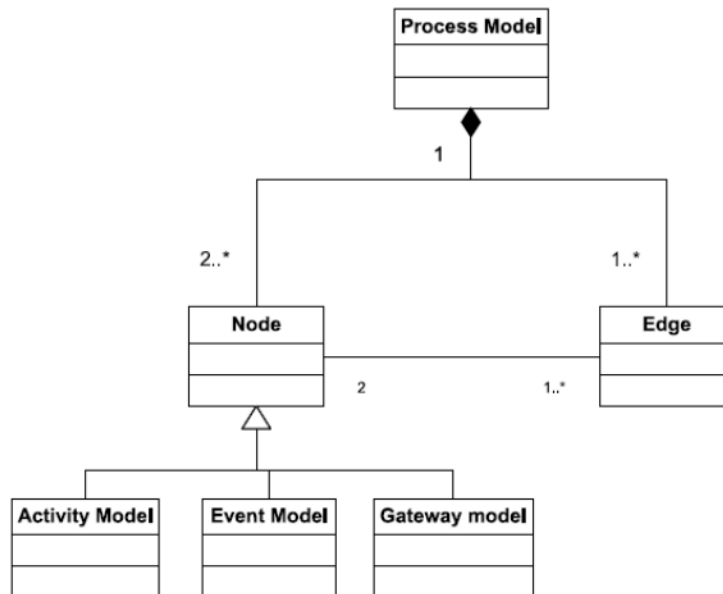 Process Model
1
2..*
1..*
Node
Edge
2
1..*
Activity Model
Event Model
Gateway model